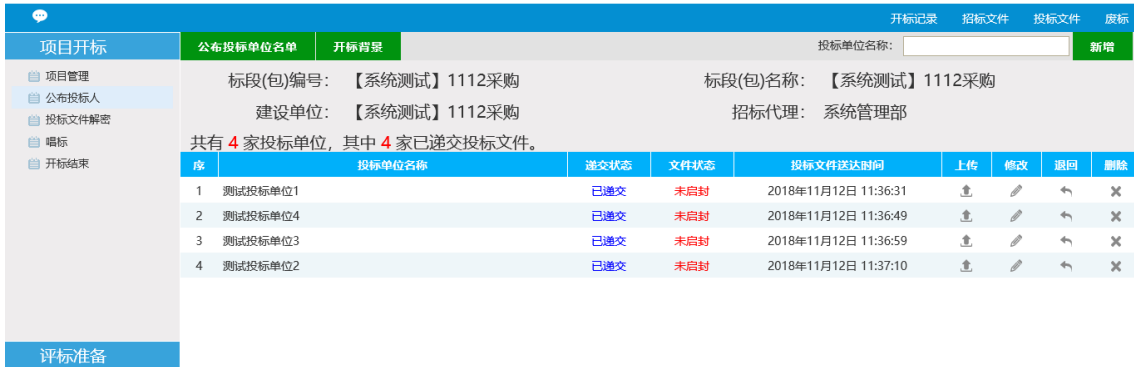 开标记录 招标文件 投标文件 废标
项目开标
公布投标单位名单 开标背景 投标单位名称： 新增
项目管理
公布投标人
投标文件解密
唱标
开标结束
标段(包)编号： 【系统测试】1112采购 标段(包)名称： 【系统测试】1112采购
建设单位： 【系统测试】1112采购 招标代理： 系统管理部
共有 4 家投标单位，其中 4 家已递交投标文件。
序 投标单位名称 递交状态 文件状态 投标文件送达时间 上传 修改 退回 删除
1 测试投标单位1 已递交 未启封 2018年11月12日 11:36:31
2 测试投标单位4 已递交 未启封 2018年11月12日 11:36:49
3 测试投标单位3 已递交 未启封 2018年11月12日 11:36:59
4 测试投标单位2 已递交 未启封 2018年11月12日 11:37:10
评标准备